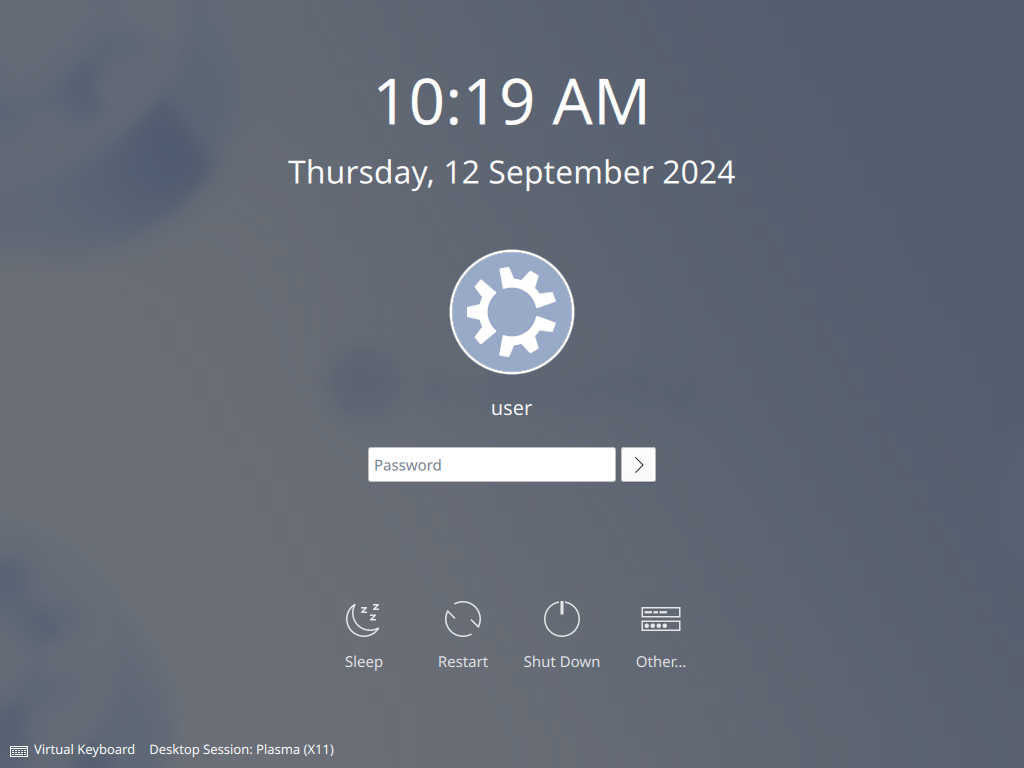 10:19 AM
Thursday, 12 September 2024
user
Password
Sleep Restart Shut Down Other...
Virtual Keyboard Desktop Session: Plasma (X11)